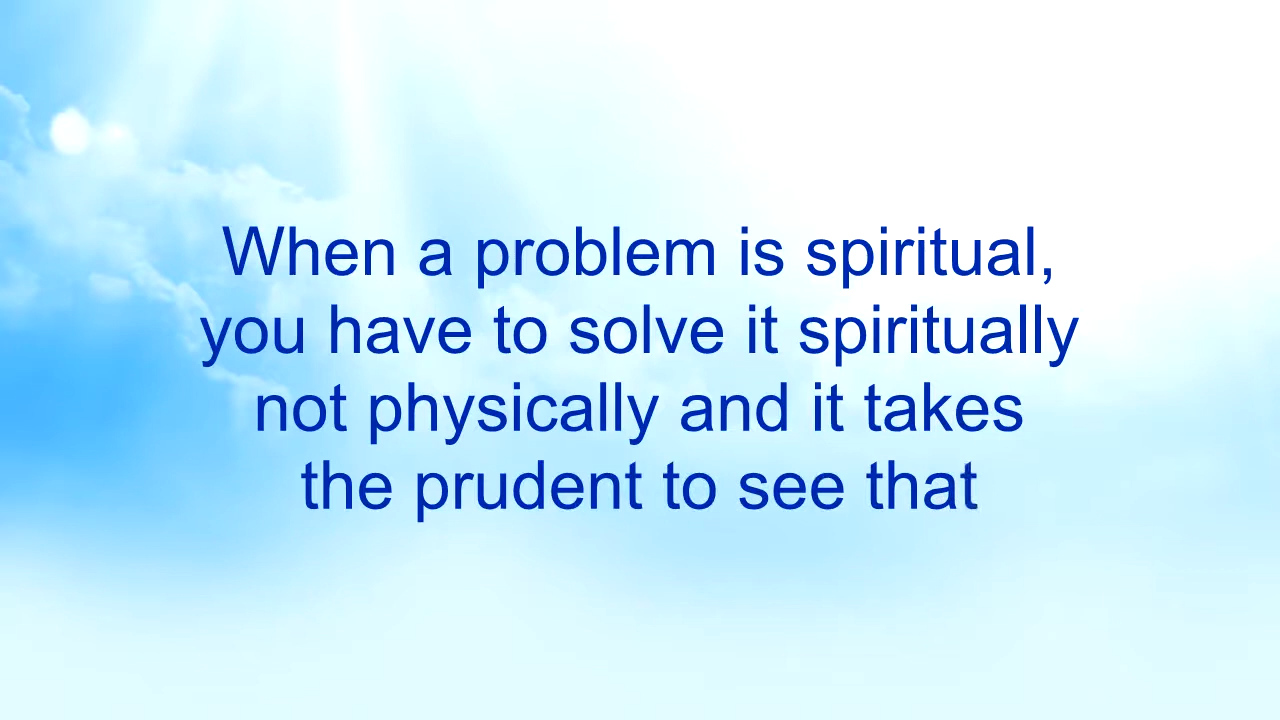 When a problem is spiritual,
you have to solve it spiritually
not physically and it takes
the prudent to see that